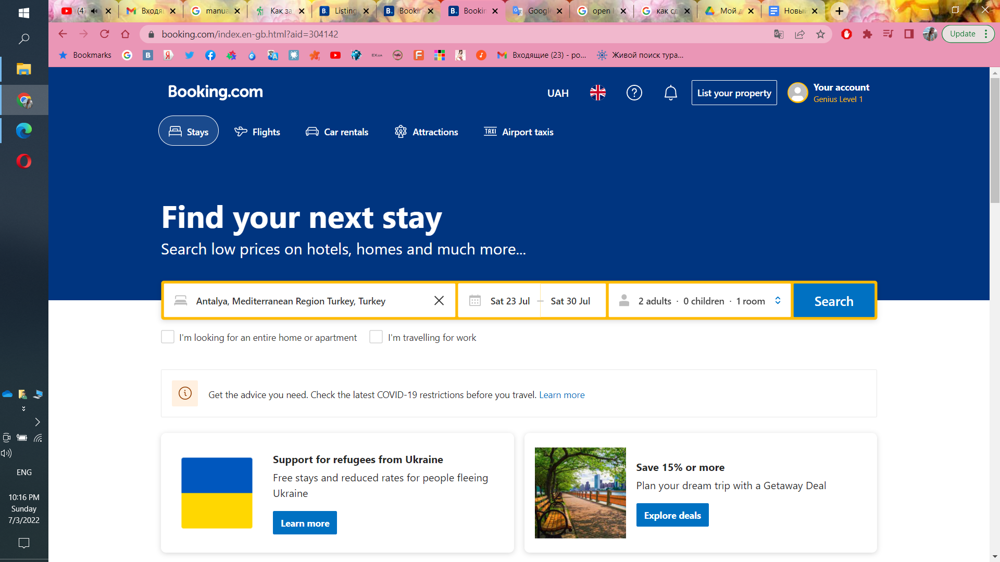 (4
Входя
manua
Как за
Listing
Bookin
Bookin
Google
open
как сд
Мой д
Новый
booking.com/index.en-gb.html?aid=304142
Update
Bookmarks
Входящие (23) - po...
Живой поиск тура...
Booking.com
UAH
List your property
Your account
Genius Level 1
Stays
Flights
Car rentals
Attractions
TAXI
Airport taxis
Find your next stay
Search low prices on hotels, homes and much more...
Antalya, Mediterranean Region Turkey, Turkey
Sat 23 Jul — Sat 30 Jul
2 adults · 0 children · 1 room
Search
I'm looking for an entire home or apartment
I'm travelling for work
Get the advice you need. Check the latest COVID-19 restrictions before you travel. Learn more
Support for refugees from Ukraine
Free stays and reduced rates for people fleeing
Ukraine
Learn more
Save 15% or more
Plan your dream trip with a Getaway Deal
Explore deals
ENG
10:16 PM
Sunday
7/3/2022